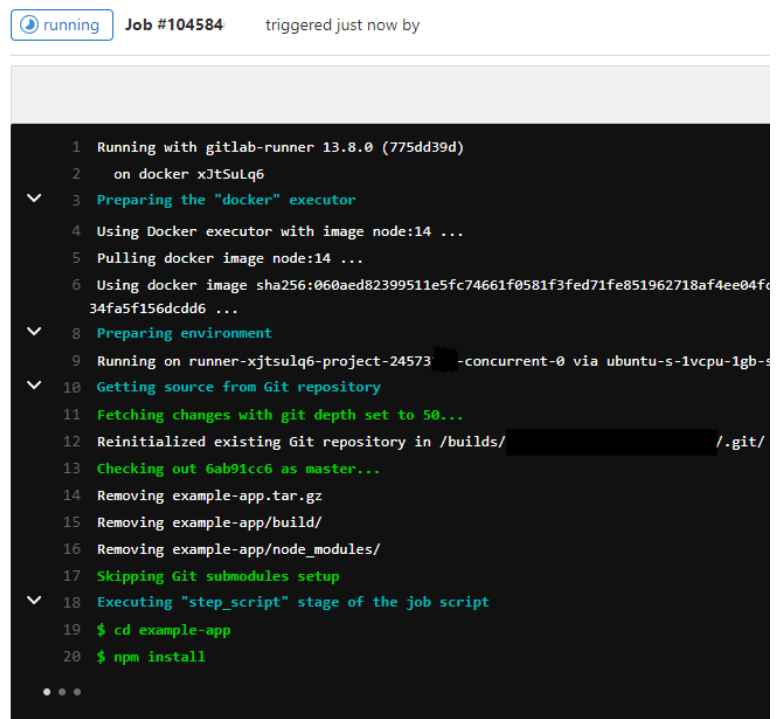 running Job #104584 triggered just now by
1 Running with gitlab-runner 13.8.0 (775dd39d)
2 on docker xJtSuLq6
3 Preparing the "docker" executor
4 Using Docker executor with image node:14 ...
5 Pulling docker image node:14 ...
6 Using docker image sha256:060aed82399511e5fc74661f0581f3fed71fe851962718af4ee04fc
34fa5f156dcdd6 ...
8 Preparing environment
9 Running on runner-xjtsulq6-project-24573 -concurrent-0 via ubuntu-s-1vcpu-1gb-s
10 Getting source from Git repository
11 Fetching changes with git depth set to 50...
12 Reinitialized existing Git repository in /builds/ /.git/
13 Checking out 6ab91cc6 as master...
14 Removing example-app.tar.gz
15 Removing example-app/build/
16 Removing example-app/node_modules/
17 Skipping Git submodules setup
18 Executing "step_script" stage of the job script
19 $ cd example-app
20 $ npm install